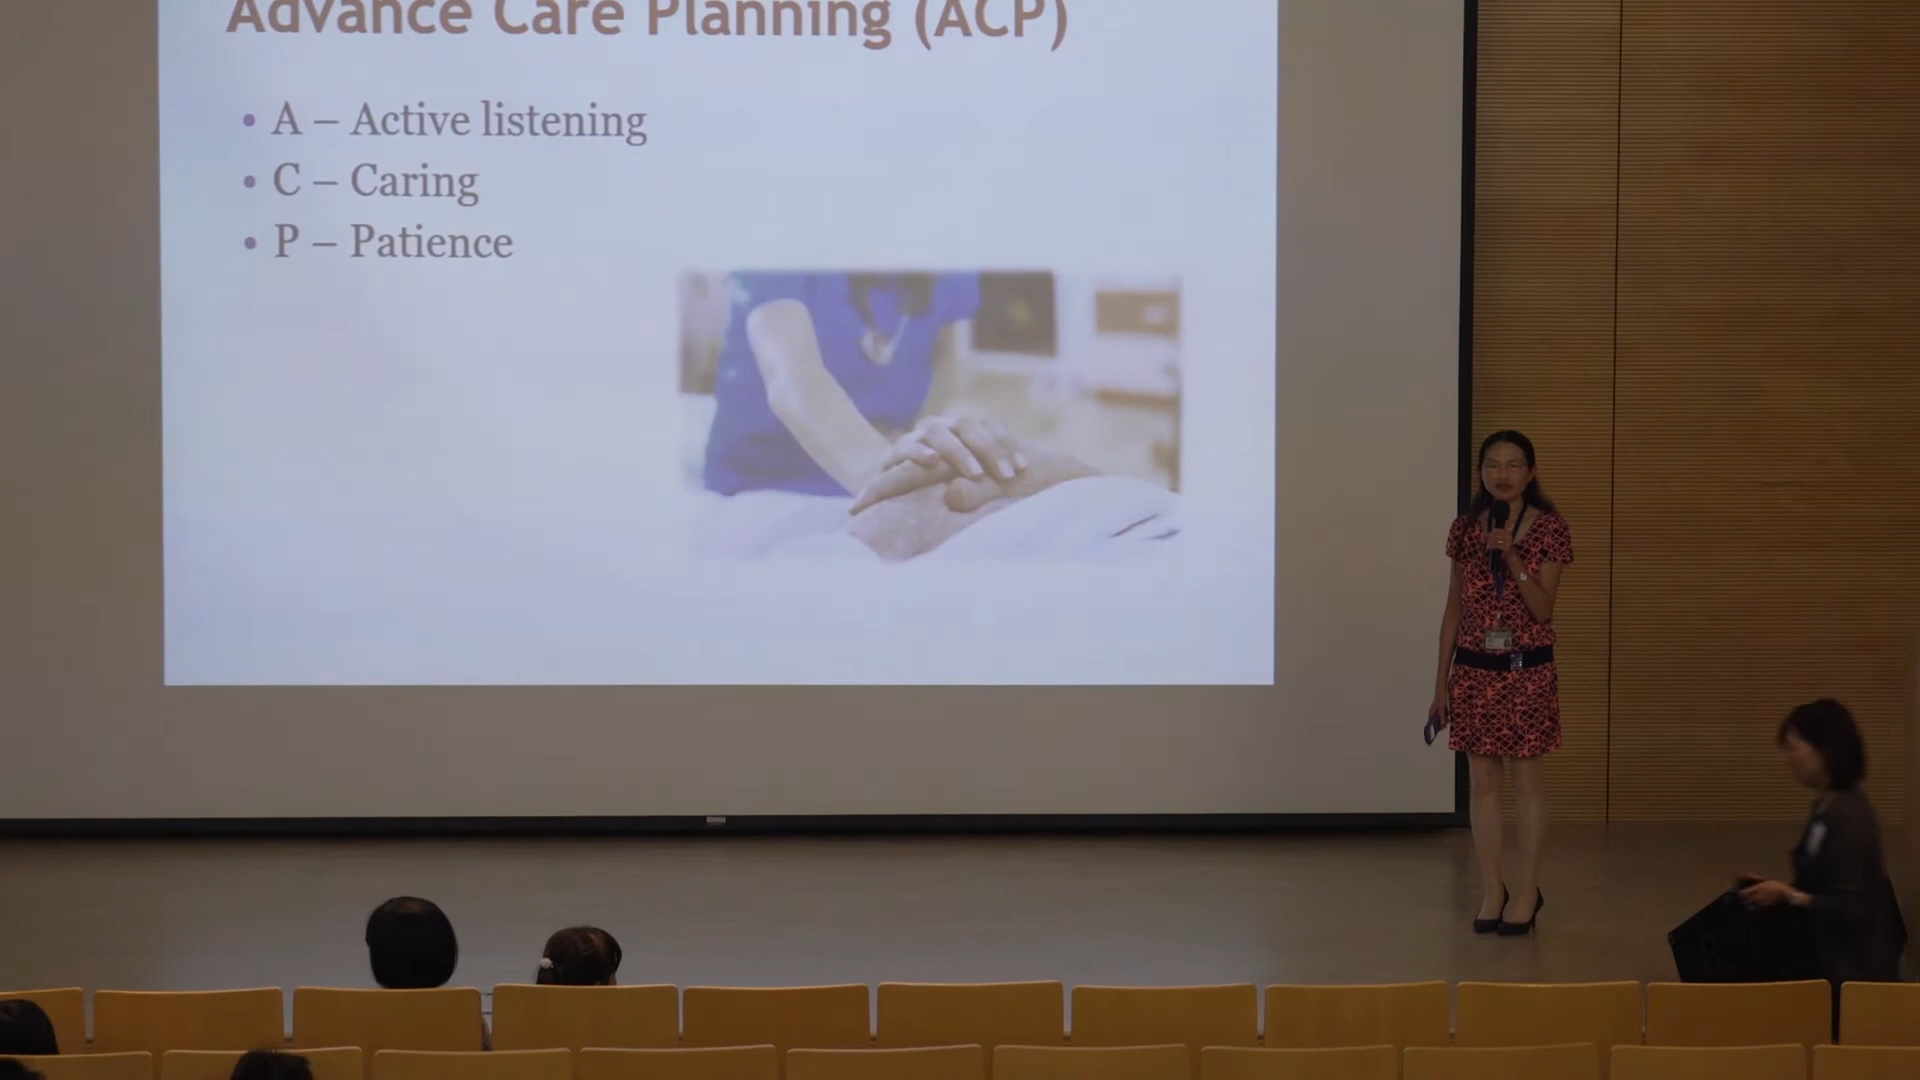 Advance Care Planning (ACP)
• A – Active listening
• C – Caring
• P – Patience